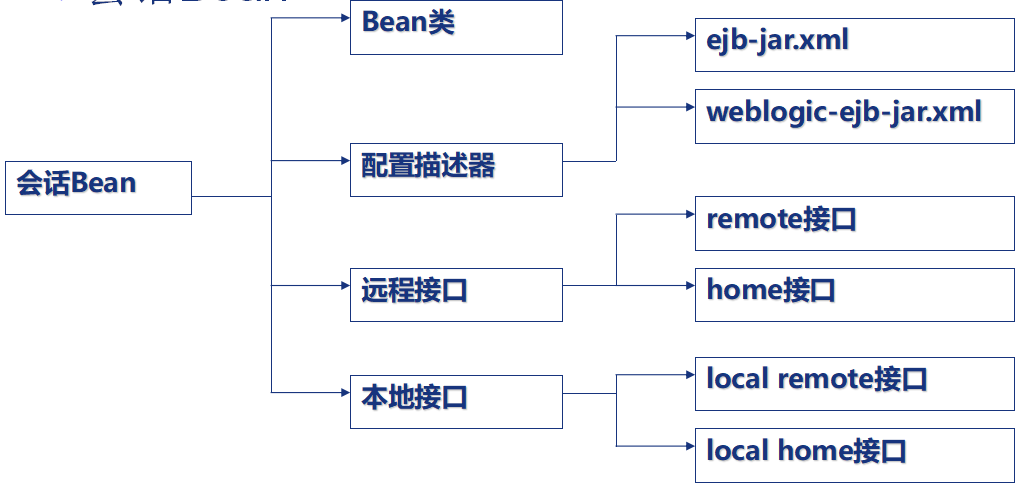 会话Bean
Bean类
配置描述器
远程接口
本地接口
ejb-jar.xml
weblogic-ejb-jar.xml
remote接口
home接口
local remote接口
local home接口